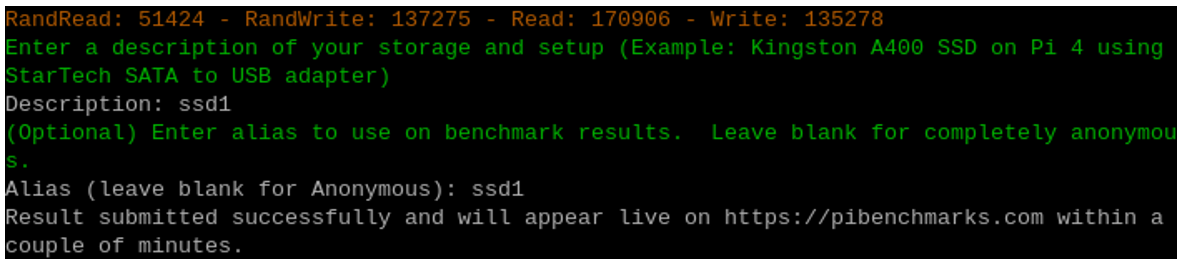 RandRead: 51424 - RandWrite: 137275 - Read: 170906 - Write: 135278
Enter a description of your storage and setup (Example: Kingston A400 SSD on Pi 4 using
StarTech SATA to USB adapter)
Description: ssd1
(Optional) Enter alias to use on benchmark results.  Leave blank for completely anonymou
s.
Alias (leave blank for Anonymous): ssd1
Result submitted successfully and will appear live on https://pibenchmarks.com within a
couple of minutes.